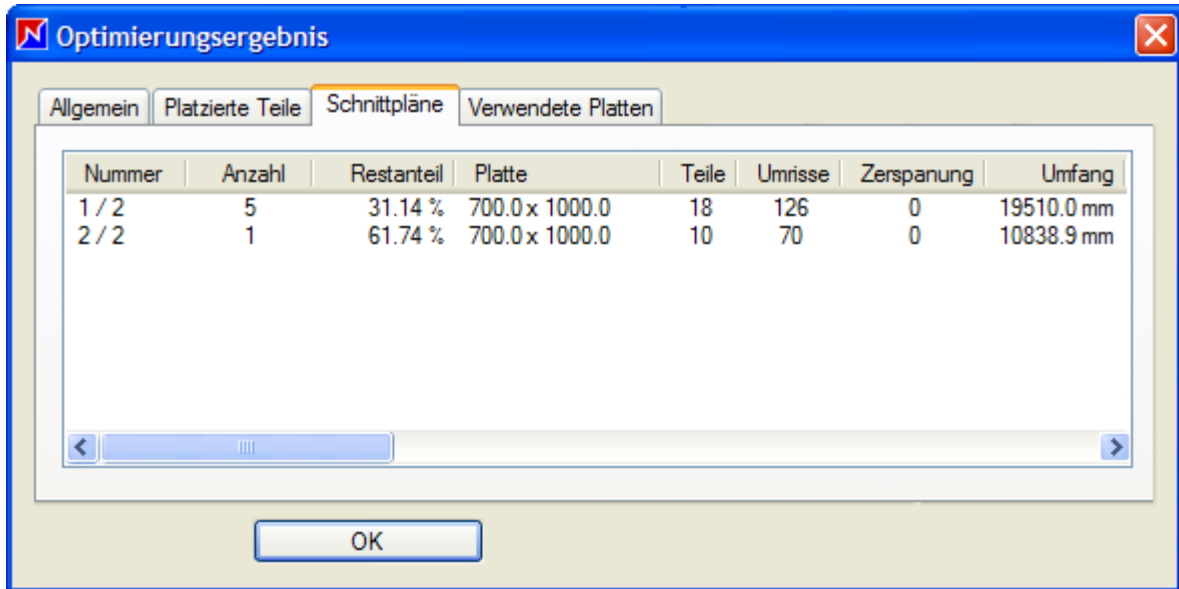 Optimierungsergebnis
Allgemein Platzierte Teile Schnittpläne Verwendete Platten
Nummer Anzahl Restanteil Platte Teile Umrisse Zerspanung Umfang
1 / 2 5 31.14 % 700.0 x 1000.0 18 126 0 19510.0 mm
2 / 2 1 61.74 % 700.0 x 1000.0 10 70 0 10838.9 mm
OK